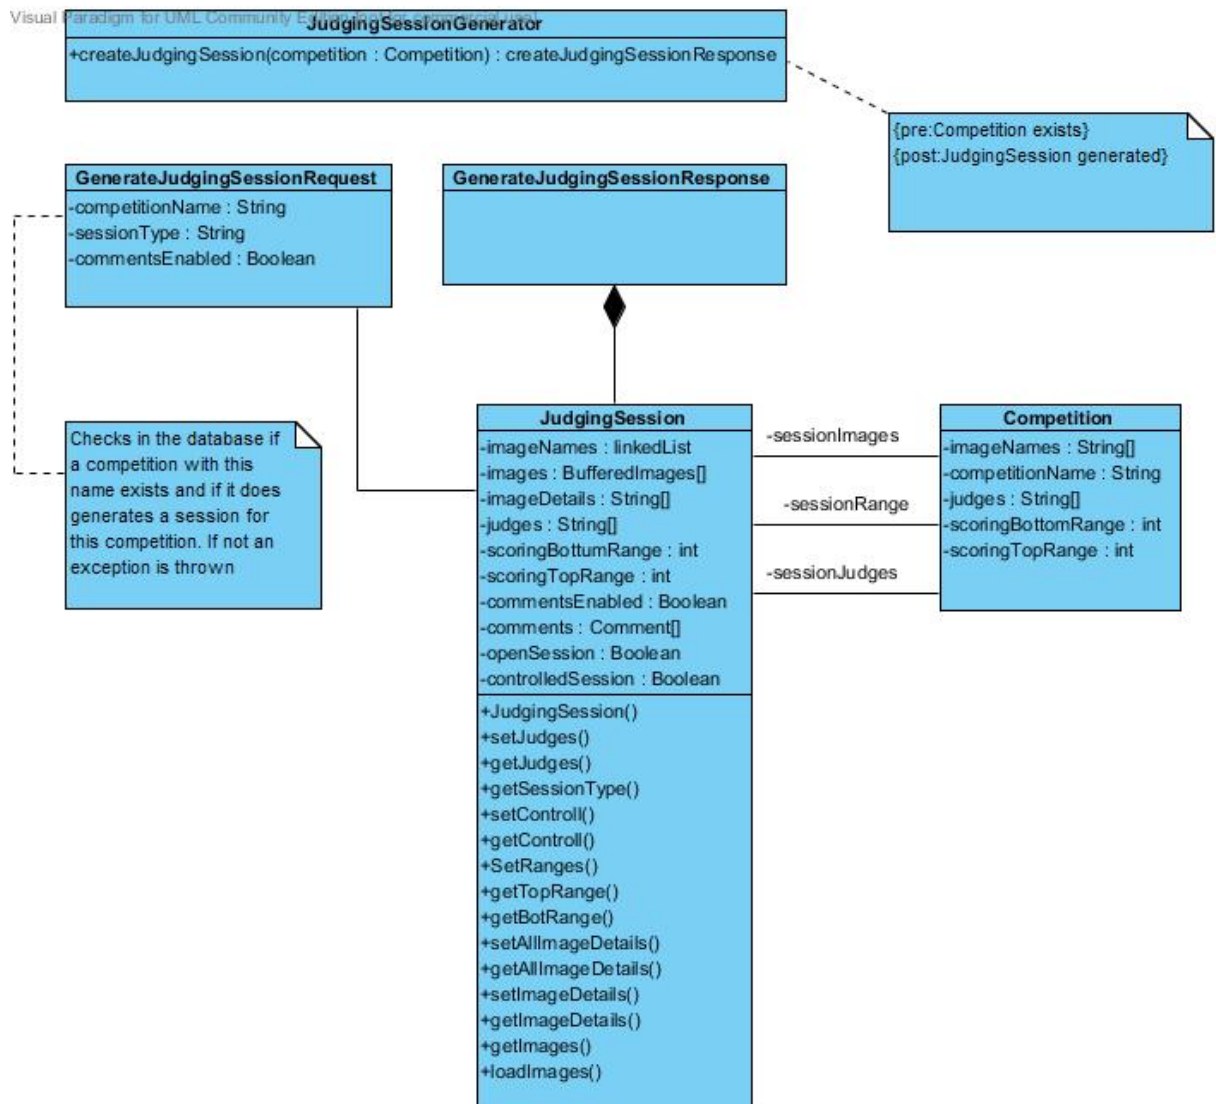 Visual Paradigm for UML Community Edition [not for commercial use]
JudgingSessionGenerator
+createJudgingSession(competition : Competition) : createJudgingSessionResponse
{pre:Competition exists}
{post:JudgingSession generated}
GenerateJudgingSessionRequest
-competitionName : String
-sessionType : String
-commentsEnabled : Boolean
GenerateJudgingSessionResponse
Checks in the database if
a competition with this
name exists and if it does
generates a session for
this competition. If not an
exception is thrown
JudgingSession
-imageNames : linkedList
-images : BufferedImages[]
-imageDetails : String[]
-judges : String[]
-scoringBottumRange : int
-scoringTopRange : int
-commentsEnabled : Boolean
-comments : Comment[]
-openSession : Boolean
-controlledSession : Boolean
+JudgingSession()
+setJudges()
+getJudges()
+getSessionType()
+setControll()
+getControll()
+SetRanges()
+getTopRange()
+getBotRange()
+setAllImageDetails()
+getAllImageDetails()
+setImageDetails()
+getImageDetails()
+getImages()
+loadImages()
-sessionImages
-sessionRange
-sessionJudges
Competition
-imageNames : String[]
-competitionName : String
-judges : String[]
-scoringBottomRange : int
-scoringTopRange : int